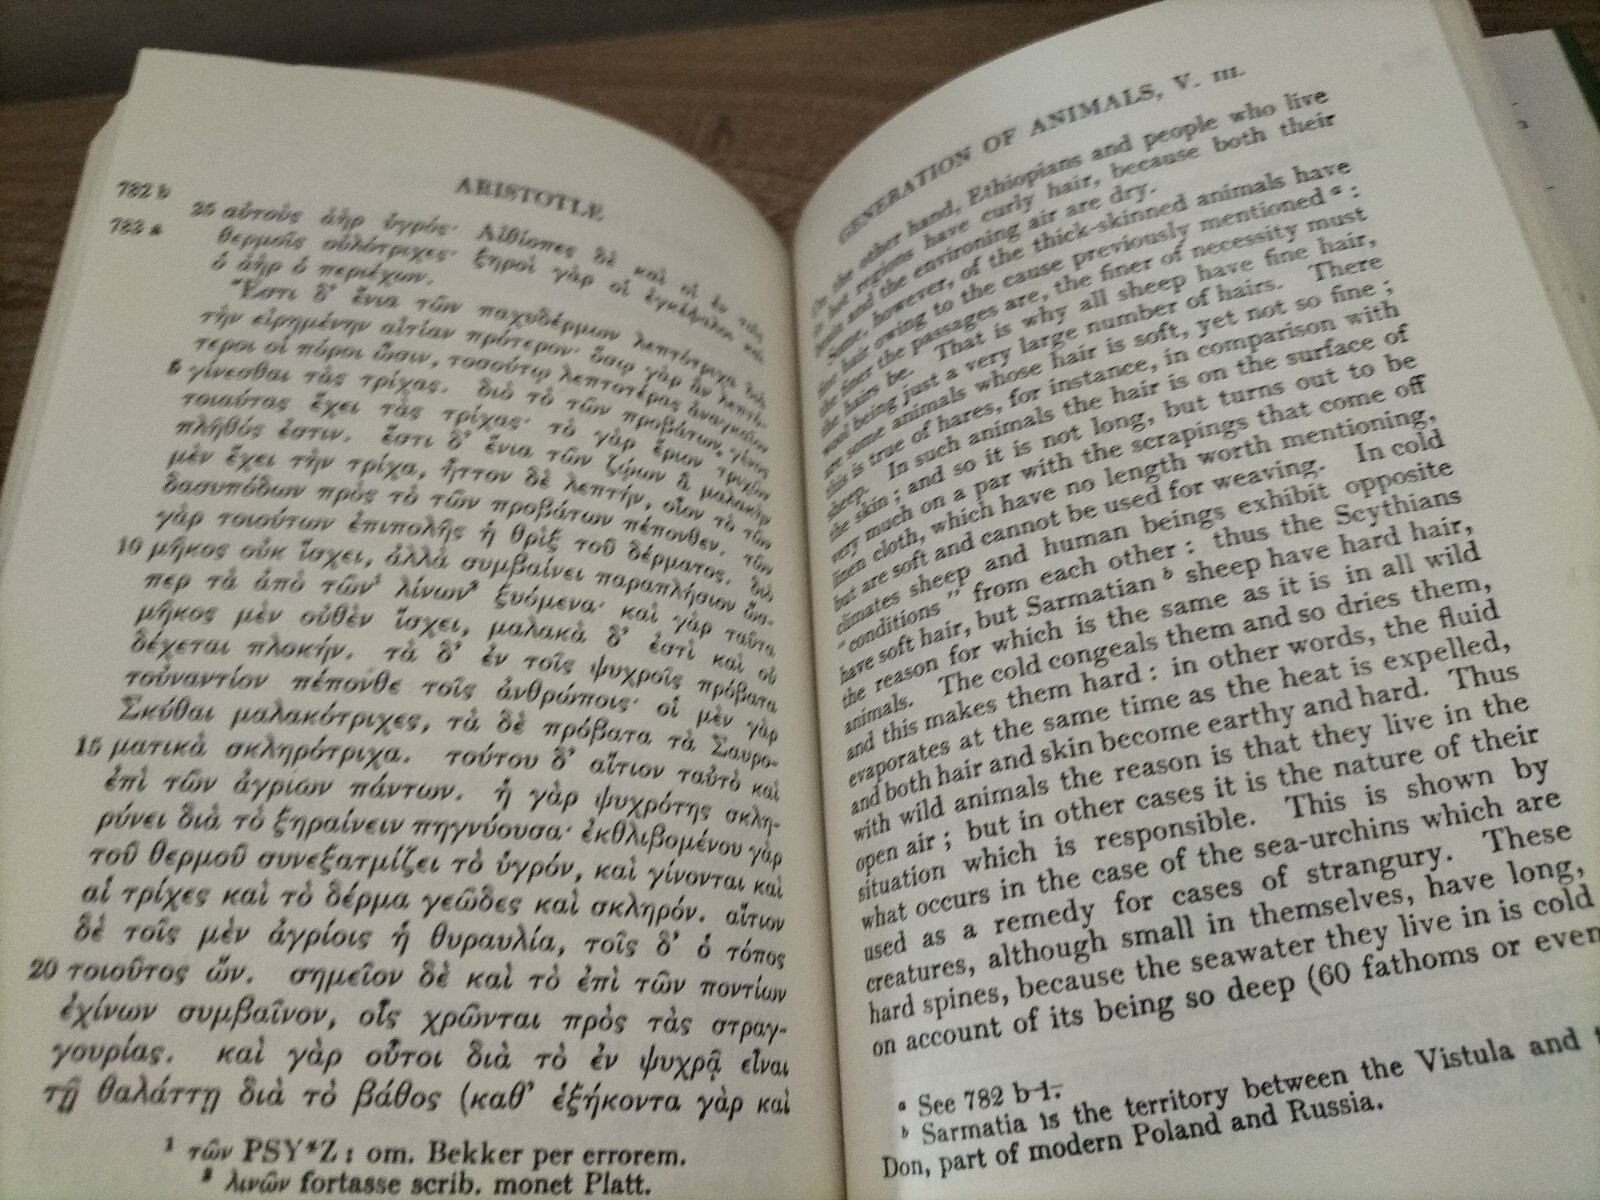 ARISTOTLE
782 b
25 αὐτοὺς ἀὴρ ὑγρός· Αἰθίοπες δὲ καὶ οἱ ἐν τοῖς
783 a
θερμοῖς οὐλότριχες· ξηροὶ γὰρ οἱ ἐγκέφαλοι καὶ
ὁ ἀὴρ ὁ περιέχων.
Ἔστι δ' ἔνια τῶν παχυδέρμων λεπτότριχα διὰ
τὴν εἰρημένην αἰτίαν πρότερον· ὅσῳ γὰρ ἂν λεπτό-
τεροι οἱ πόροι ὦσιν, τοσούτῳ λεπτοτέρας ἀναγκαῖον
5 γίνεσθαι τὰς τρίχας. διὸ τὸ τῶν προβάτων γένος
τοιαύτας ἔχει τὰς τρίχας· τὸ γὰρ ἔριον τριχῶν
πλῆθός ἐστιν. ἔστι δ' ἔνια τῶν ζῴων ἃ μαλακὴν
μὲν ἔχει τὴν τρίχα, ἧττον δὲ λεπτήν, οἷον τὸ τῶν
δασυπόδων πρὸς τὸ τῶν προβάτων πέπονθεν. τῶν
γὰρ τοιούτων ἐπιπολῆς ἡ θρὶξ τοῦ δέρματος. διὸ
10 μῆκος οὐκ ἴσχει, ἀλλὰ συμβαίνει παραπλήσιον ὥσ-
περ τὰ ἀπὸ τῶν¹ λίνων² ξυόμενα· καὶ γὰρ ταῦτα
μῆκος μὲν οὐθὲν ἴσχει, μαλακὰ δ' ἐστὶ καὶ οὐ
δέχεται πλοκήν. τὰ δ' ἐν τοῖς ψυχροῖς πρόβατα
τοὐναντίον πέπονθε τοῖς ἀνθρώποις· οἱ μὲν γὰρ
Σκύθαι μαλακότριχες, τὰ δὲ πρόβατα τὰ Σαυρο-
15 ματικὰ σκληρότριχα. τούτου δ' αἴτιον ταὐτὸ καὶ
ἐπὶ τῶν ἀγρίων πάντων. ἡ γὰρ ψυχρότης σκλη-
ρύνει διὰ τὸ ξηραίνειν πηγνύουσα· ἐκθλιβομένου γὰρ
τοῦ θερμοῦ συνεξατμίζει τὸ ὑγρόν, καὶ γίνονται καὶ
αἱ τρίχες καὶ τὸ δέρμα γεῶδες καὶ σκληρόν. αἴτιον
δὲ τοῖς μὲν ἀγρίοις ἡ θυραυλία, τοῖς δ' ὁ τόπος
20 τοιοῦτος ὤν. σημεῖον δὲ καὶ τὸ ἐπὶ τῶν ποντίων
ἐχίνων συμβαῖνον, οἷς χρῶνται πρὸς τὰς στραγ-
γουρίας. καὶ γὰρ οὗτοι διὰ τὸ ἐν ψυχρᾷ εἶναι
τῇ θαλάττῃ διὰ τὸ βάθος (καθ' ἑξήκοντα γὰρ καὶ
¹ τῶν PSY*Z : om. Bekker per errorem.
² λινῶν fortasse scrib. monet Platt.
GENERATION OF ANIMALS, V. III.
On the other hand, Ethiopians and people who live
in hot regions have curly hair, because both their
brain and the environing air are dry.
Some, however, of the thick-skinned animals have
fine hair, owing to the cause previously mentioned ᵃ :
the finer the passages are, the finer of necessity must
the hairs be. That is why all sheep have fine hair,
wool being just a very large number of hairs. There
are some animals whose hair is soft, yet not so fine ;
this is true of hares, for instance, in comparison with
sheep. In such animals the hair is on the surface of
the skin ; and so it is not long, but turns out to be
very much on a par with the scrapings that come off
linen cloth, which have no length worth mentioning,
but are soft and cannot be used for weaving. In cold
climates sheep and human beings exhibit opposite
“ conditions ” from each other : thus the Scythians
have soft hair, but Sarmatian ᵇ sheep have hard hair,
the reason for which is the same as it is in all wild
animals. The cold congeals them and so dries them,
and this makes them hard : in other words, the fluid
evaporates at the same time as the heat is expelled,
and both hair and skin become earthy and hard. Thus
with wild animals the reason is that they live in the
open air ; but in other cases it is the nature of their
situation which is responsible. This is shown by
what occurs in the case of the sea-urchins which are
used as a remedy for cases of strangury. These
creatures, although small in themselves, have long,
hard spines, because the seawater they live in is cold
on account of its being so deep (60 fathoms or even
ᵃ See 782 b 1.
ᵇ Sarmatia is the territory between the Vistula and
Don, part of modern Poland and Russia.